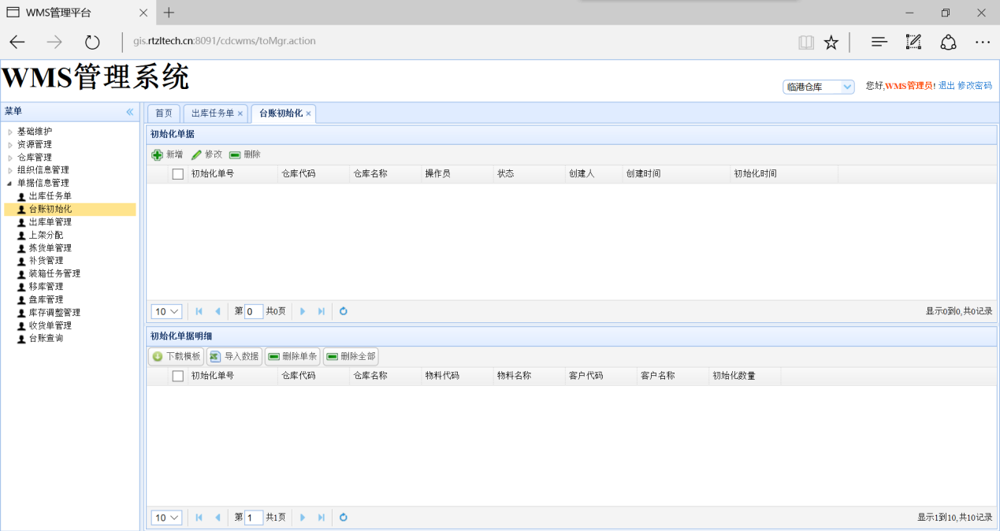 WMS管理平台
gis.rtzltech.cn:8091/cdcwms/toMgr.action
WMS管理系统
临港仓库 您好,WMS管理员! 退出 修改密码
菜单
基础维护
资源管理
仓库管理
组织信息管理
单据信息管理
出库任务单
台账初始化
出库单管理
上架分配
拣货单管理
补货管理
装箱任务管理
移库管理
盘库管理
库存调整管理
收货单管理
台账查询
首页 出库任务单 台账初始化
初始化单据
新增 修改 删除
初始化单号 仓库代码 仓库名称 操作员 状态 创建人 创建时间 初始化时间
10 第 0 共0页 显示0到0,共0记录
初始化单据明细
下载模板 导入数据 删除单条 删除全部
初始化单号 仓库代码 仓库名称 物料代码 物料名称 客户代码 客户名称 初始化数量
10 第 1 共1页 显示1到10,共10记录